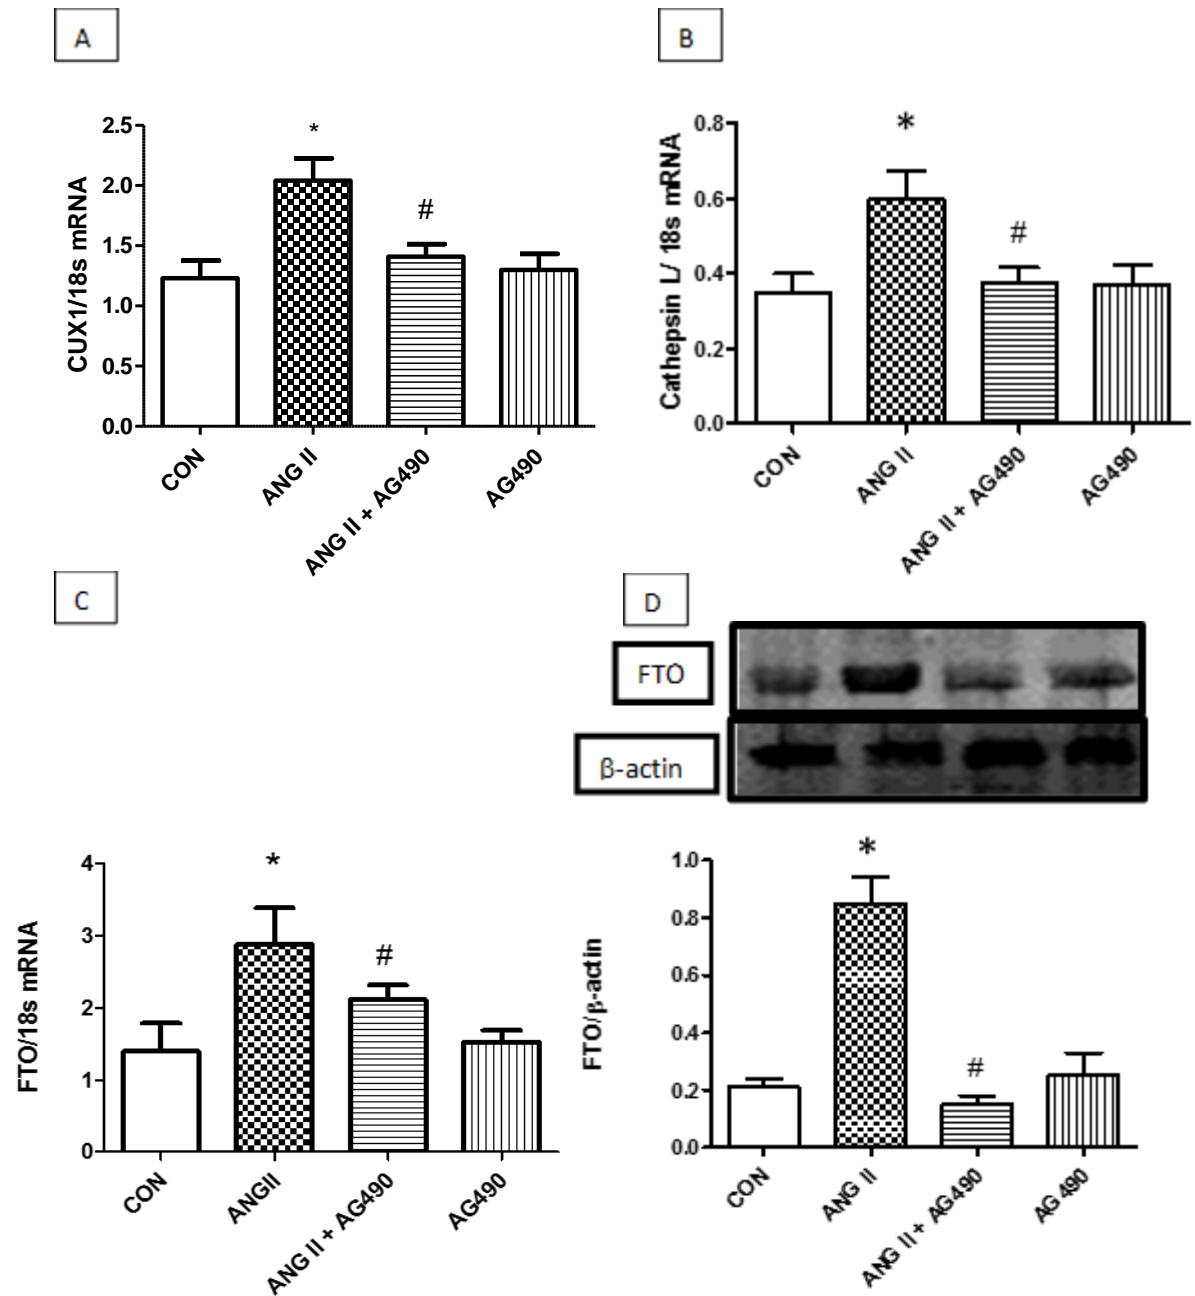 A
CUX1/18s mRNA
2.5
2.0
1.5
1.0
0.5
0.0
*
#
CON
ANG II
ANG II + AG490
AG490
B
Cathepsin L/ 18s mRNA
0.8
0.6
0.4
0.2
0.0
*
#
CON
ANG II
ANG II + AG490
AG490
C
FTO/18s mRNA
4
3
2
1
0
*
#
CON
ANGII
ANG II + AG490
AG490
D
FTO
β-actin
FTO/β-actin
1.0
0.8
0.6
0.4
0.2
0.0
*
#
CON
ANG II
ANG II + AG490
AG 490